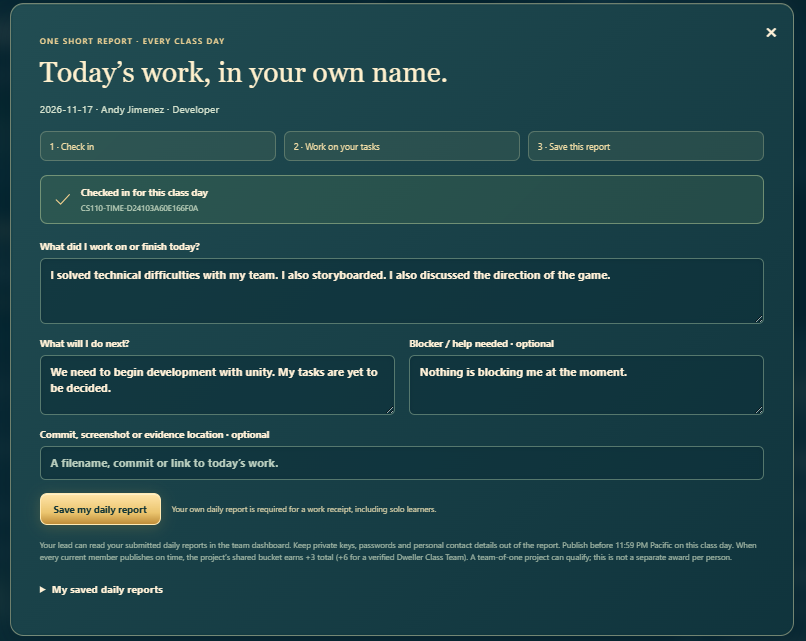 ONE SHORT REPORT · EVERY CLASS DAY
Today's work, in your own name.
2026-11-17 · Andy Jimenez · Developer
1 · Check in
2 · Work on your tasks
3 · Save this report
Checked in for this class day
CS110-TIME-D24103A60E166F0A
What did I work on or finish today?
I solved technical difficulties with my team. I also storyboarded. I also discussed the direction of the game.
What will I do next?
We need to begin development with unity. My tasks are yet to
be decided.
Blocker / help needed · optional
Nothing is blocking me at the moment.
Commit, screenshot or evidence location · optional
A filename, commit or link to today's work.
Save my daily report
Your own daily report is required for a work receipt, including solo learners.
Your lead can read your submitted daily reports in the team dashboard. Keep private keys, passwords and personal contact details out of the report. Publish before 11:59 PM Pacific on this class day. When
every current member publishes on time, the project's shared bucket earns +3 total (+6 for a verified Dweller Class Team). A team-of-one project can qualify; this is not a separate award per person.
My saved daily reports